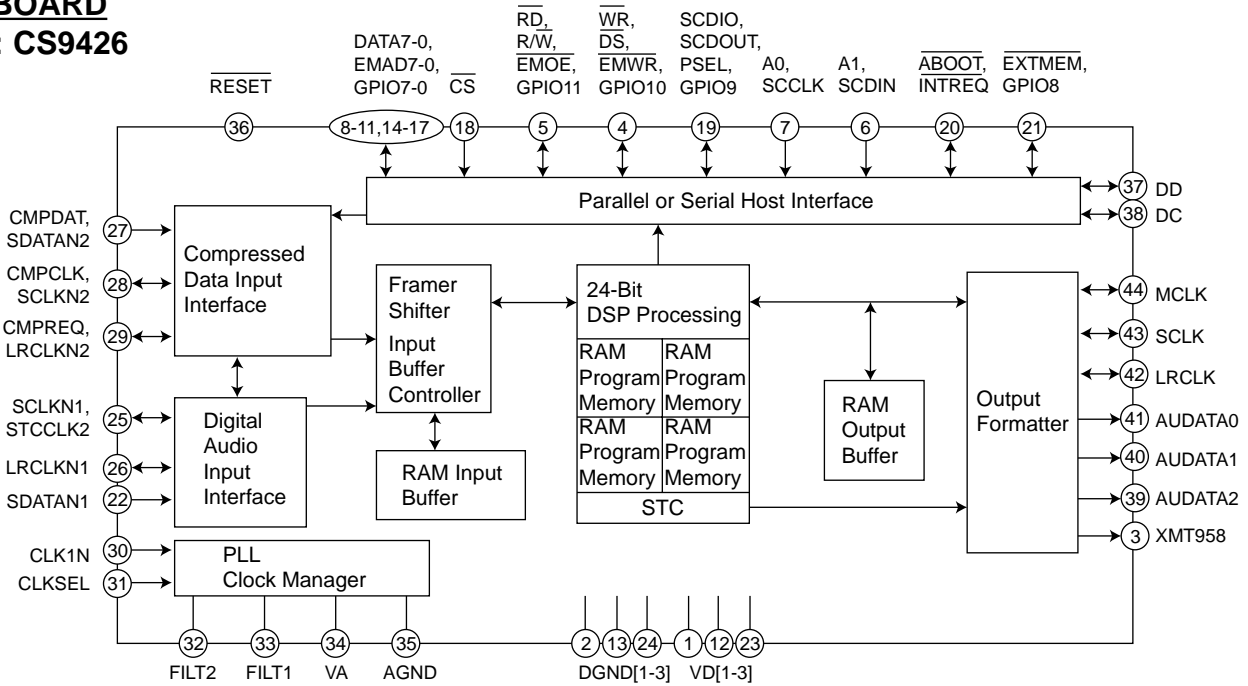 BOARD
: CS9426
RD,
R/W,
EMOE,
GPIO11
WR,
DS,
EMWR,
GPIO10
SCDIO,
SCDOUT,
PSEL,
GPIO9
DATA7-0,
EMAD7-0,
GPIO7-0
A0,
SCCLK
A1,
SCDIN
ABOOT,
INTREQ
EXTMEM,
GPIO8
RESET
CS
36
8-11,14-17
18
5
4
19
7
6
20
21
Parallel or Serial Host Interface
37 DD
38 DC
CMPDAT,
SDATAN2
27
CMPCLK,
SCLKN2
28
CMPREQ,
LRCLKN2
29
Compressed
Data Input
Interface
Framer
Shifter
Input
Buffer
Controller
24-Bit
DSP Processing
RAM
Program
Memory
RAM
Program
Memory
RAM
Program
Memory
RAM
Program
Memory
STC
RAM
Output
Buffer
Output
Formatter
44 MCLK
43 SCLK
42 LRCLK
41 AUDATA0
40 AUDATA1
39 AUDATA2
3 XMT958
SCLKN1,
STCCLK2
25
LRCLKN1 26
SDATAN1 22
Digital
Audio
Input
Interface
RAM Input
Buffer
CLK1N 30
CLKSEL 31
PLL
Clock Manager
32
33
34
35
2
13
24
1
12
23
FILT2
FILT1
VA
AGND
DGND[1-3]
VD[1-3]